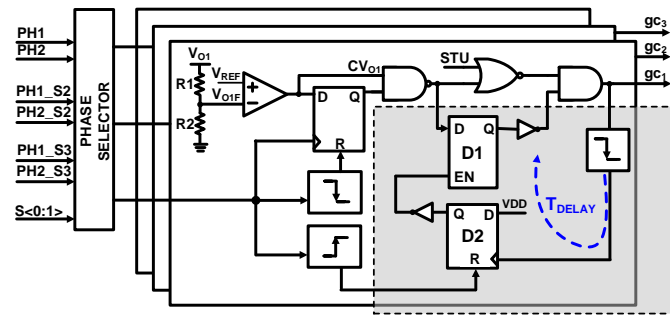 PH1
PH2
PH1_S2
PH2_S2
PH1_S3
PH2_S3
S<0:1>
PHASE SELECTOR
VO1
R1
R2
VREF
VO1F
+
−
CVO1
D Q
R
STU
gc3
gc2
gc1
D Q
D1
EN
Q D
D2
R
VDD
TDELAY